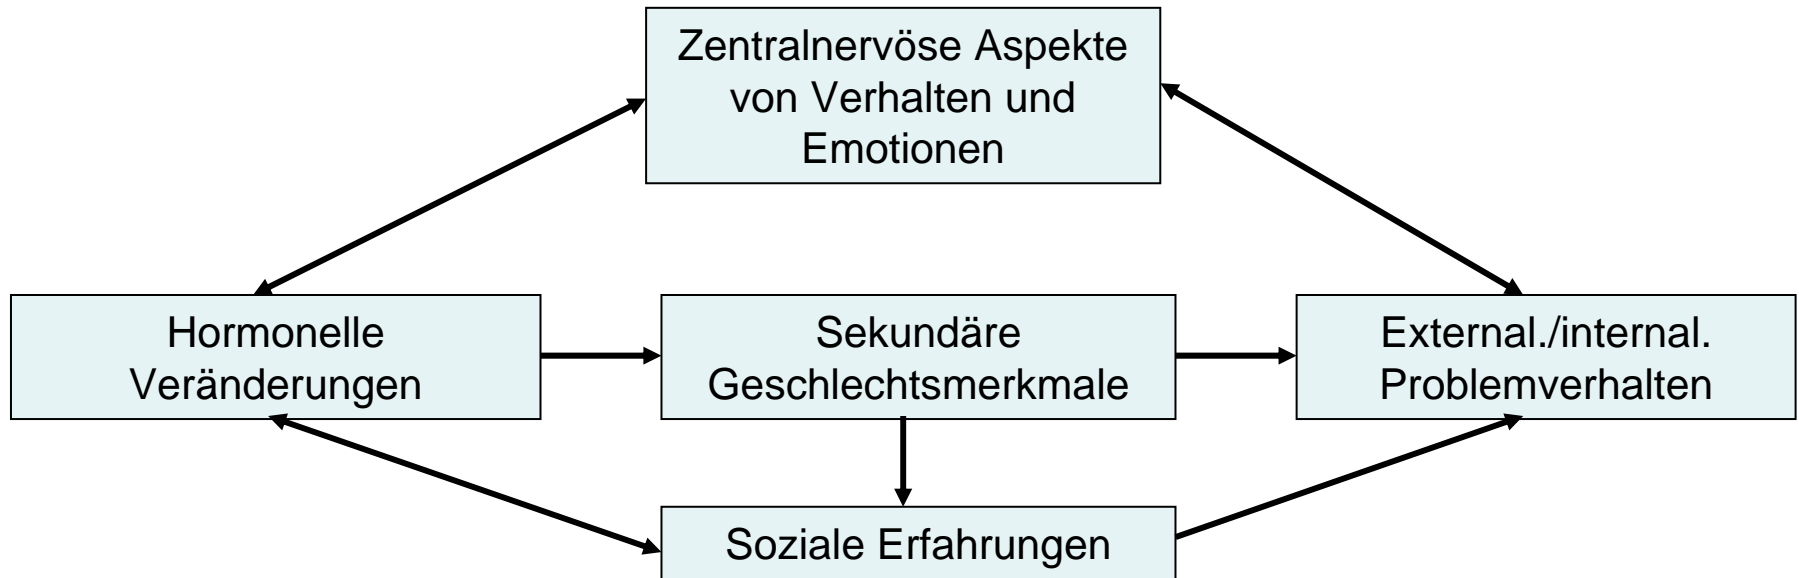 Zentralnervöse Aspekte
von Verhalten und
Emotionen
Hormonelle
Veränderungen
Sekundäre
Geschlechtsmerkmale
External./internal.
Problemverhalten
Soziale Erfahrungen